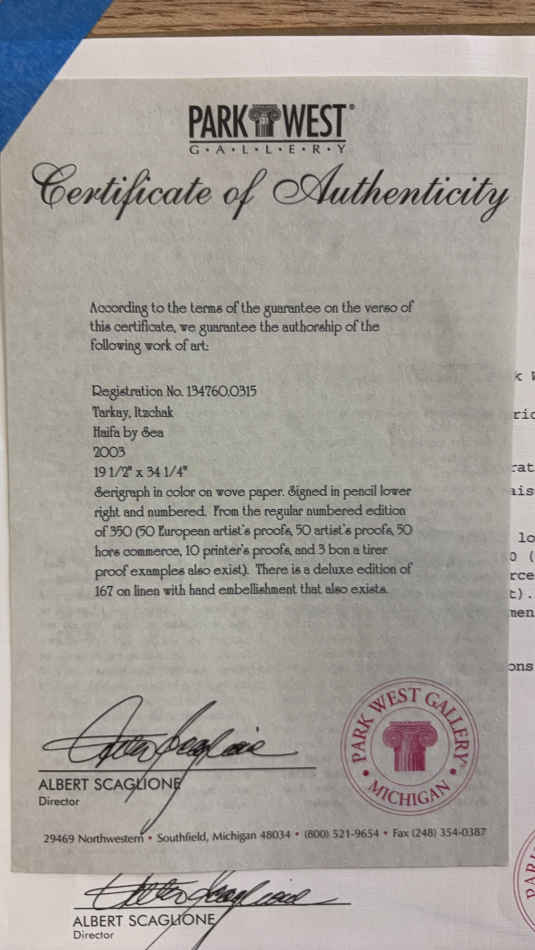 PARK WEST®
G•A•L•L•E•R•Y
Certificate of Authenticity
According to the terms of the guarantee on the verso of
this certificate, we guarantee the authorship of the
following work of art:
Registration No. 134760.0315
Tarkay, Itzchak
Haifa by Sea
2003
19 1/2" x 34 1/4"
Serigraph in color on wove paper. Signed in pencil lower
right and numbered. From the regular numbered edition
of 350 (50 European artist's proofs, 50 artist's proofs, 50
hors commerce, 10 printer's proofs, and 3 bon a tirer
proof examples also exist). There is a deluxe edition of
167 on linen with hand embellishment that also exists.
ALBERT SCAGLIONE
Director
PARK WEST GALLERY
• MICHIGAN •
29469 Northwestern • Southfield, Michigan 48034 • (800) 521-9654 • Fax (248) 354-0387
ALBERT SCAGLIONE
Director